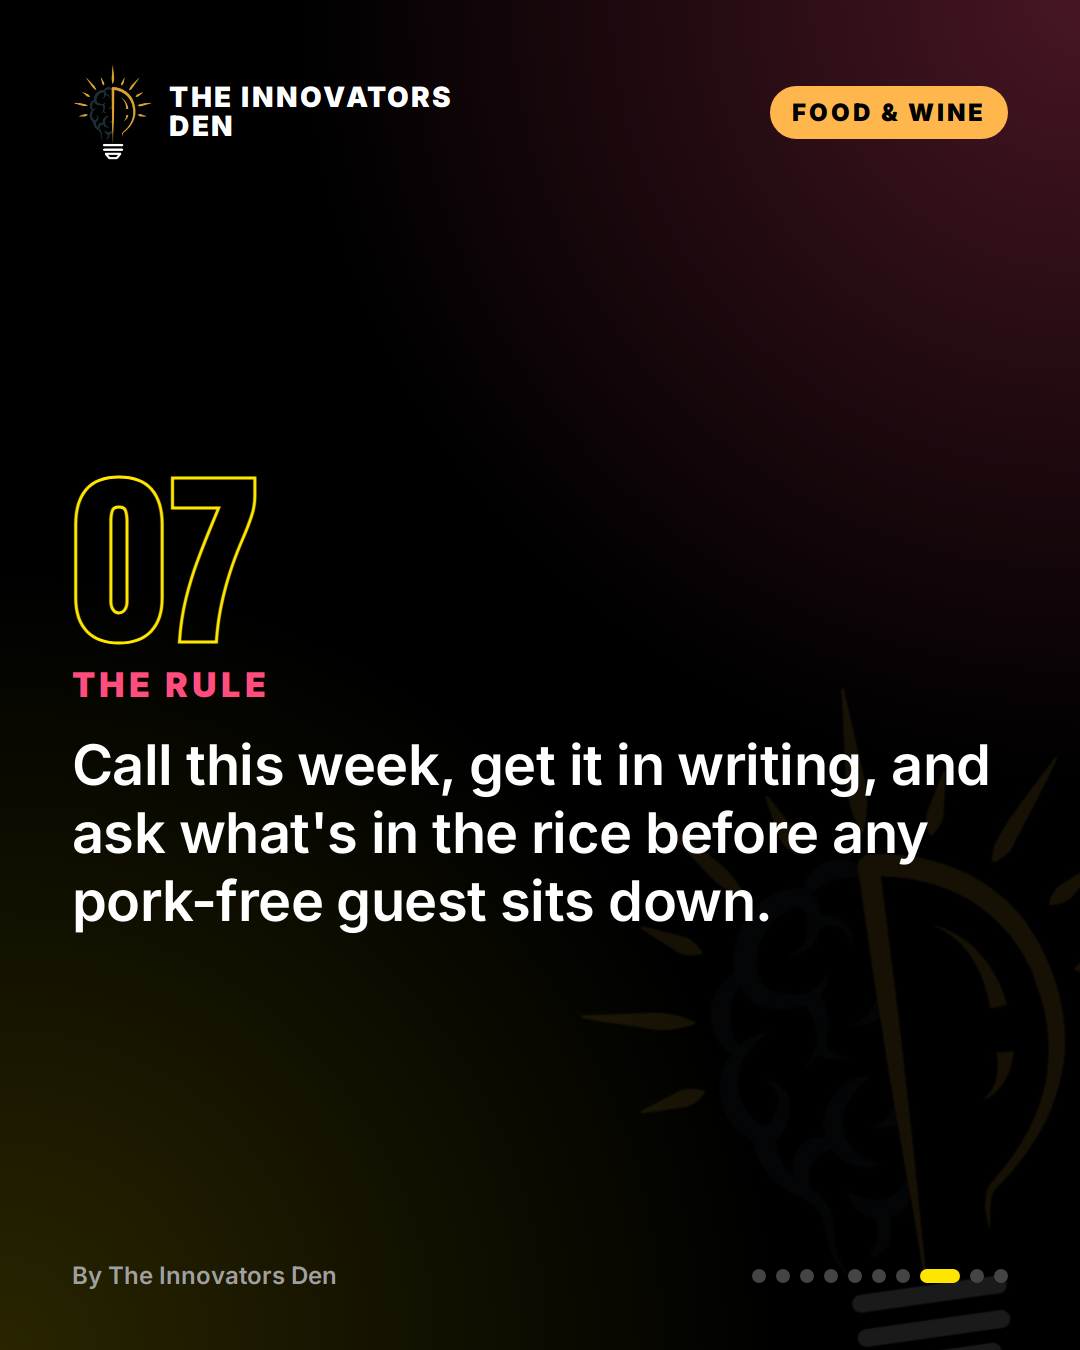 THE INNOVATORS
DEN
FOOD & WINE
07
THE RULE
Call this week, get it in writing, and
ask what's in the rice before any
pork-free guest sits down.
By The Innovators Den